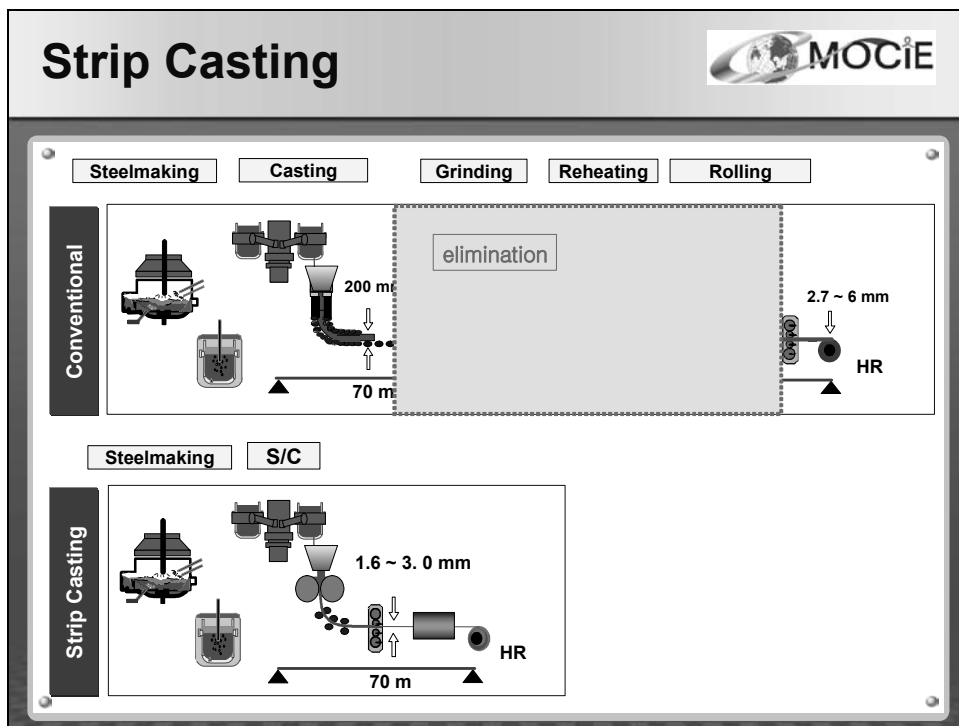 Strip Casting
MOCiE
Steelmaking
Casting
Grinding
Reheating
Rolling
Conventional
elimination
200 m
2.7 ~ 6 mm
HR
70 m
Steelmaking
S/C
Strip Casting
1.6 ~ 3. 0 mm
HR
70 m